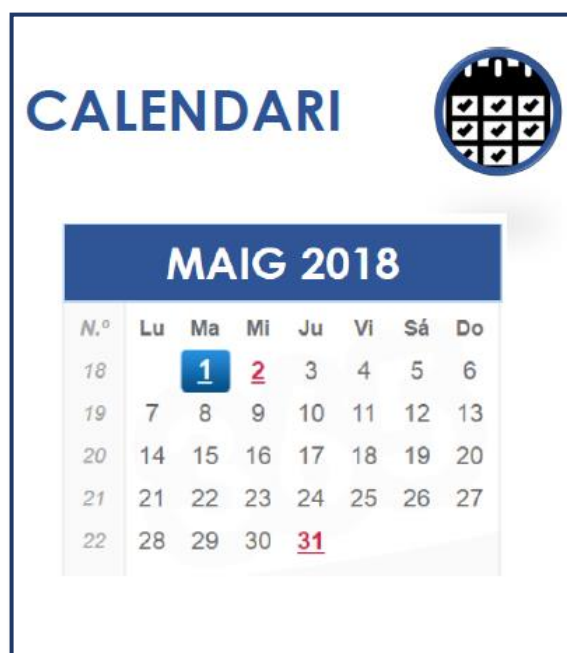 CALENDARI
MAIG 2018
N.º Lu Ma Mi Ju Vi Sá Do
18 1 2 3 4 5 6
19 7 8 9 10 11 12 13
20 14 15 16 17 18 19 20
21 21 22 23 24 25 26 27
22 28 29 30 31